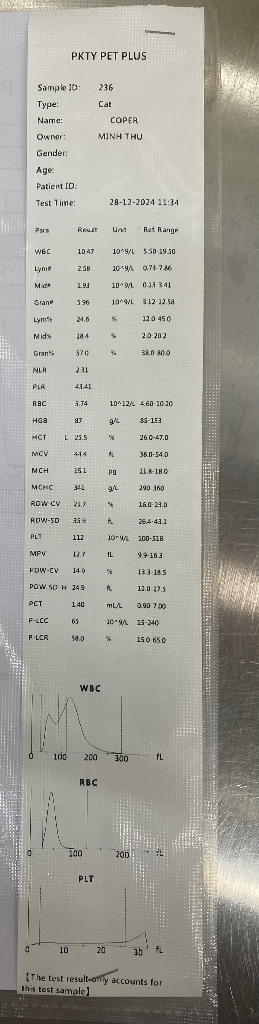 PKTY PET PLUS
Sample ID: 236
Type: Cat
Name: COPER
Owner: MINH THU
Gender:
Age:
Patient ID:
Test Time: 28-12-2024 11:34
Para Result Unit Ref. Range
WBC 10.47 10^9/L 5.50-19.50
Lym# 2.58 10^9/L 0.73-7.86
Mid# 1.93 10^9/L 0.13-3.41
Gran# 5.96 10^9/L 3.12-12.58
Lym% 24.6 % 12.0-45.0
Mid% 18.4 % 2.0-20.2
Gran% 57.0 % 38.0-80.0
NLR 2.31
PLR 43.41
RBC 5.74 10^12/L 4.60-10.20
HGB 87 g/L 85-153
HCT L 25.5 % 26.0-47.0
MCV 44.4 fL 38.0-54.0
MCH 15.1 pg 11.8-18.0
MCHC 341 g/L 290-360
RDW-CV 21.7 % 16.0-23.0
RDW-SD 35.9 fL 26.4-43.1
PLT 112 10^9/L 100-518
MPV 12.7 fL 9.9-16.3
PDW-CV 14.9 % 13.3-18.5
PDW-SD H 24.9 fL 12.0-17.5
PCT 1.40 mL/L 0.90-7.00
P-LCC 65 10^9/L 15-240
P-LCR 58.0 % 15.0-65.0
WBC
0 100 300 fL
RBC
0 100 200 fL
PLT
0 10 20 30 fL
【The test result only accounts for
this test sample】